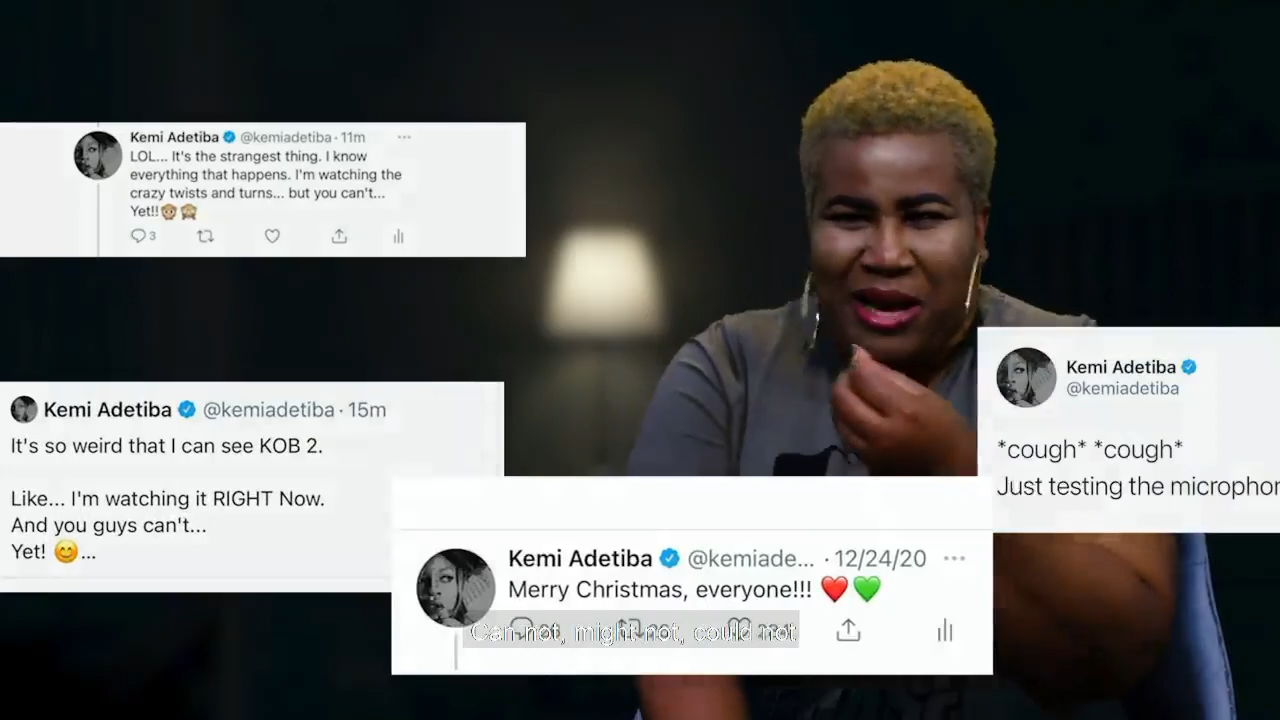 Kemi Adetiba @kemiadetiba · 11m
LOL... It's the strangest thing. I know
everything that happens. I'm watching the
crazy twists and turns... but you can't...
Yet!!🙊🙈
3
Kemi Adetiba
@kemiadetiba
*cough* *cough*
Just testing the microphon
Kemi Adetiba @kemiadetiba · 15m
It's so weird that I can see KOB 2.
Like... I'm watching it RIGHT Now.
And you guys can't...
Yet! 😊...
Kemi Adetiba @kemiade... · 12/24/20
Merry Christmas, everyone!!! ❤️💚
Can not, might not, could not